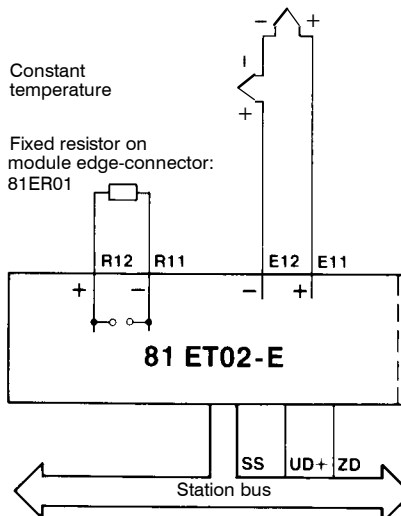 - +
-
Constant
temperature
+
Fixed resistor on
module edge-connector:
81ER01
R12 R11 E12 E11
+ - - +
81 ET02-E
SS UD+ ZD
Station bus